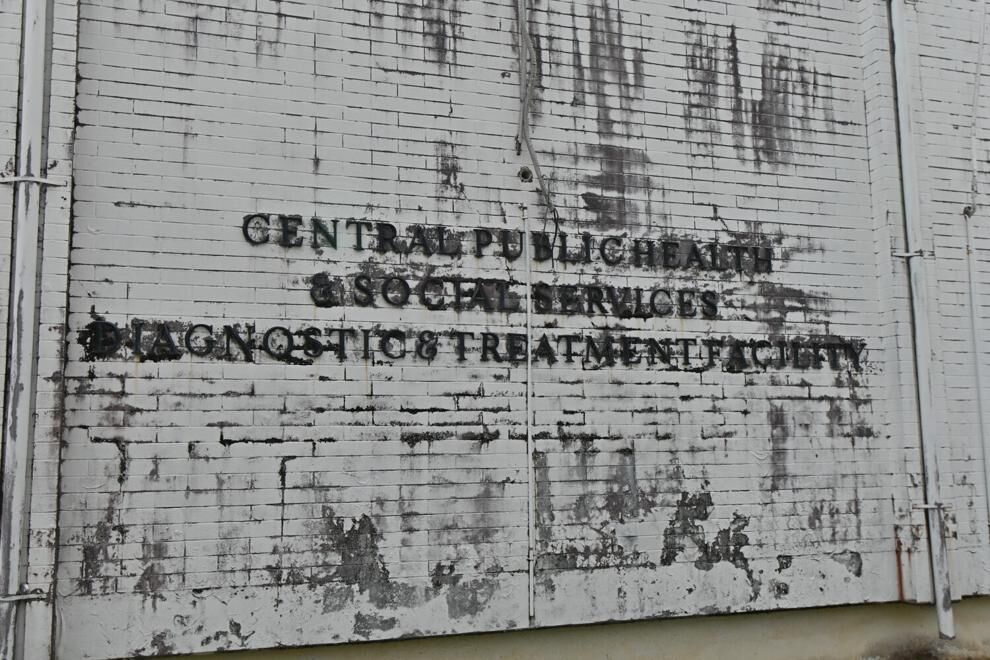 CENTRAL PUBLIC HEALTH
& SOCIAL SERVICES
DIAGNOSTIC & TREATMENT FACILITY